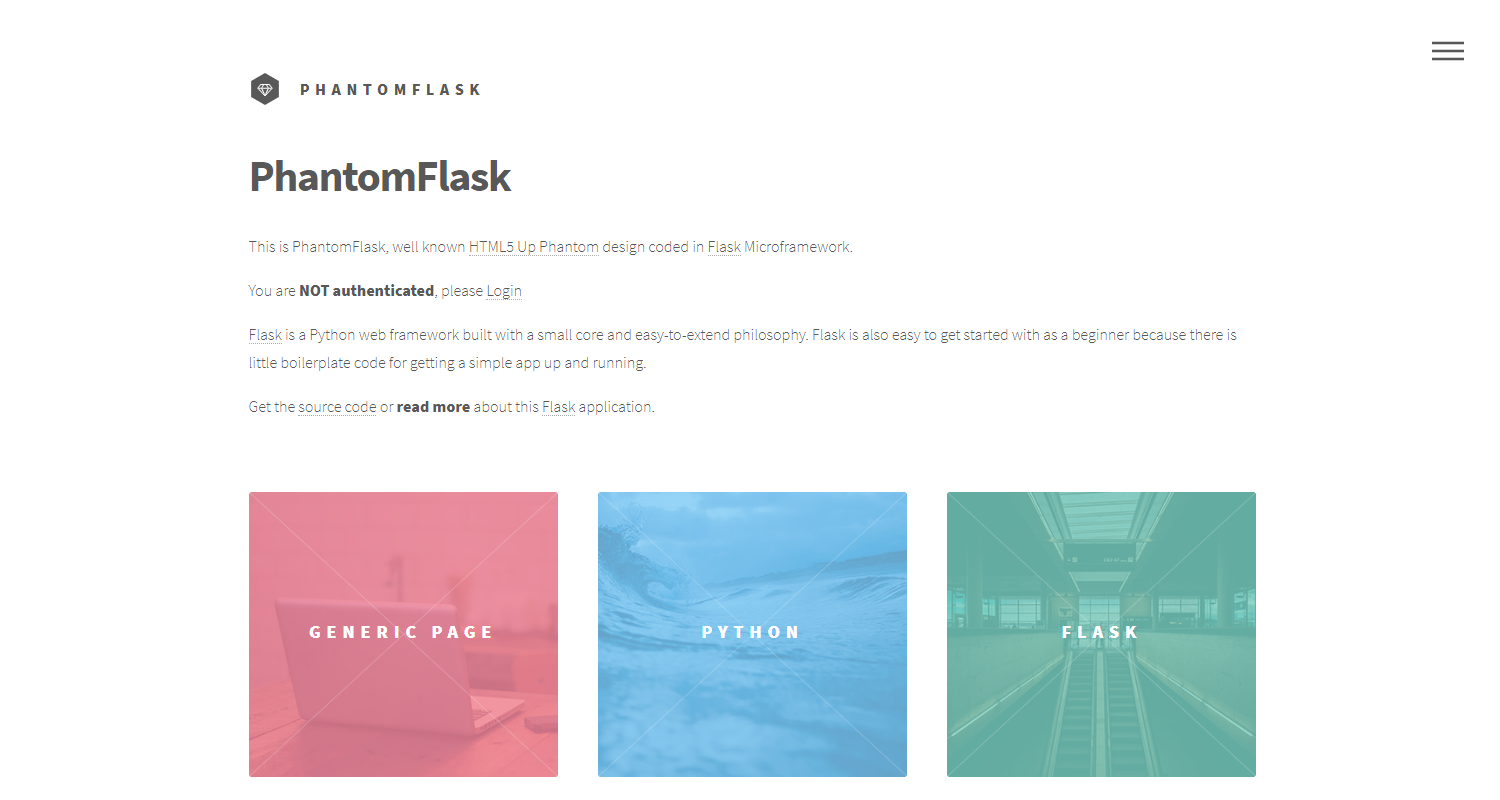 PHANTOMFLASK
PhantomFlask
This is PhantomFlask, well known HTML5 Up Phantom design coded in Flask Microframework.
You are NOT authenticated, please Login
Flask is a Python web framework built with a small core and easy-to-extend philosophy. Flask is also easy to get started with as a beginner because there is
little boilerplate code for getting a simple app up and running.
Get the source code or read more about this Flask application.
GENERIC PAGE
PYTHON
FLASK